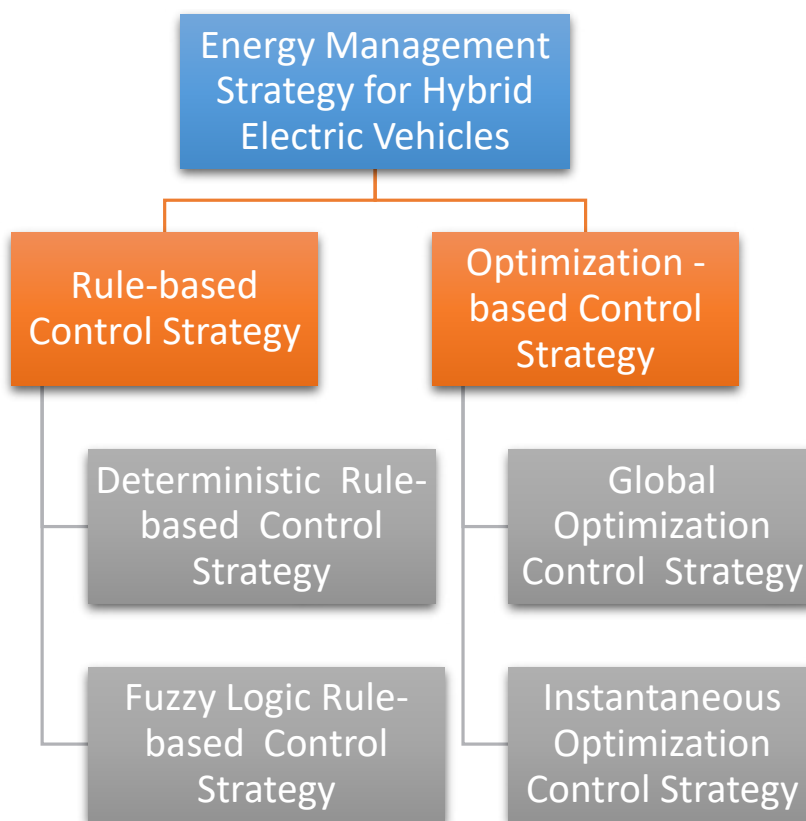 Energy Management
Strategy for Hybrid
Electric Vehicles
Rule-based
Control Strategy
Optimization -
based Control
Strategy
Deterministic Rule-
based Control
Strategy
Global
Optimization
Control Strategy
Fuzzy Logic Rule-
based Control
Strategy
Instantaneous
Optimization
Control Strategy